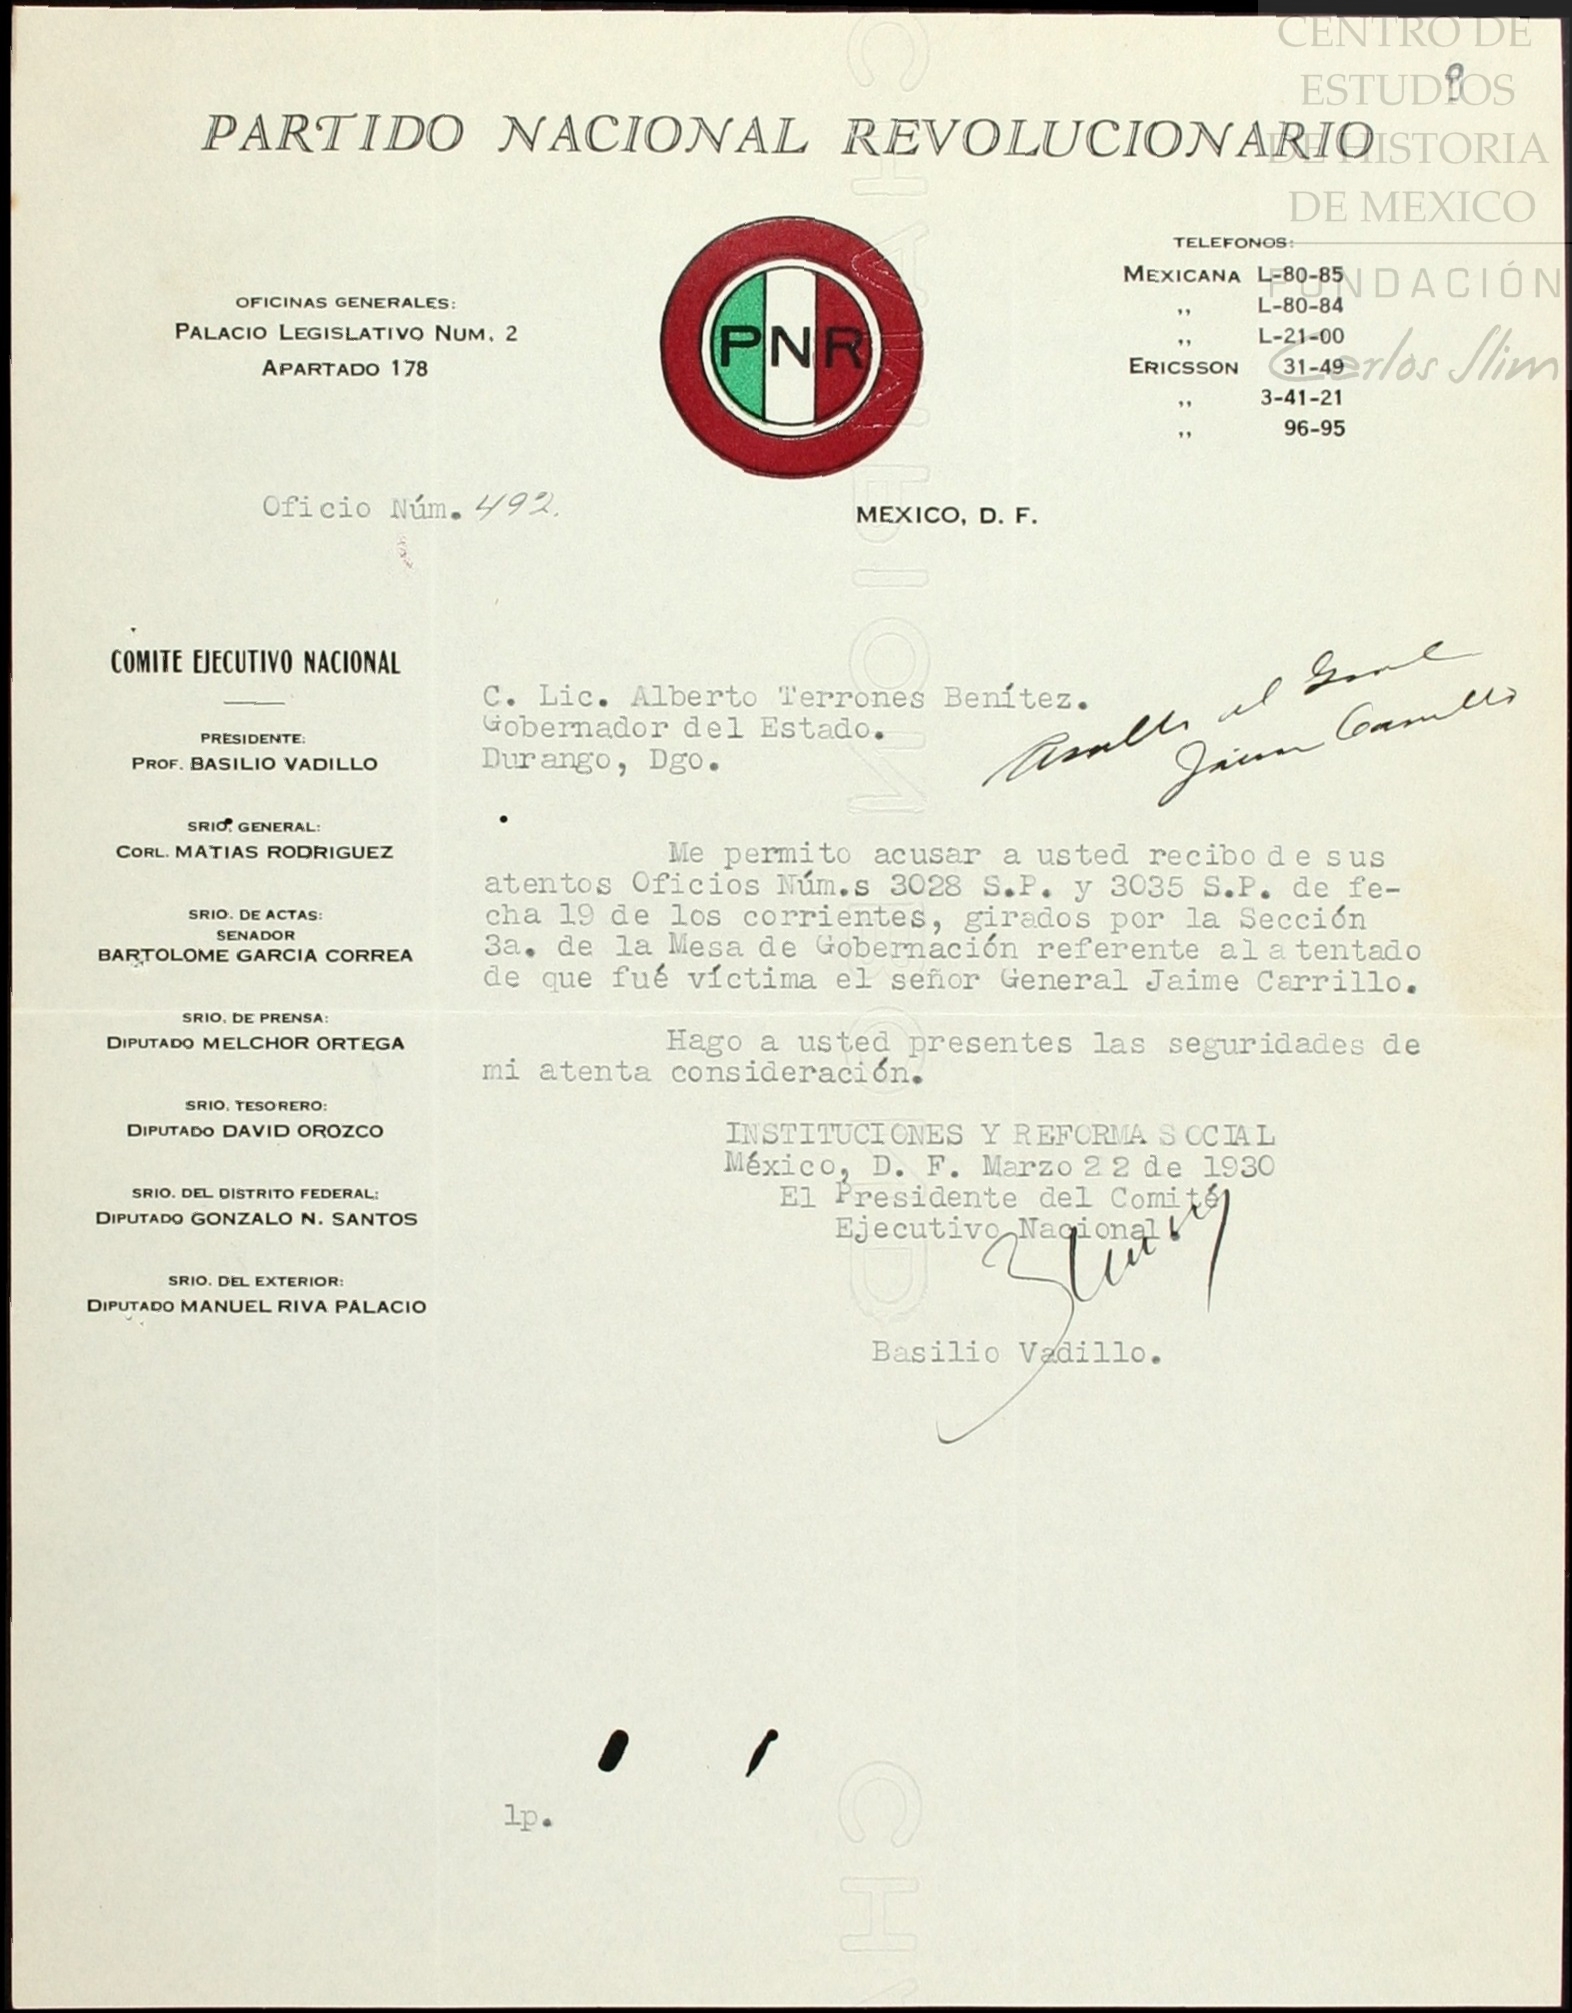 CENTRO DE
ESTUDIOS
DE HISTORIA
DE MEXICO
FUNDACIÓN
Carlos Slim
PARTIDO NACIONAL REVOLUCIONARIO
OFICINAS GENERALES:
PALACIO LEGISLATIVO NUM. 2
APARTADO 178
PNR
TELEFONOS:
MEXICANA L-80-85
,, L-80-84
,, L-21-00
ERICSSON 31-49
,, 3-41-21
,, 96-95
Oficio Núm. 492.
MEXICO, D. F.
COMITE EJECUTIVO NACIONAL
PRESIDENTE:
PROF. BASILIO VADILLO
SRIO. GENERAL:
CORL. MATIAS RODRIGUEZ
SRIO. DE ACTAS:
SENADOR
BARTOLOME GARCIA CORREA
SRIO. DE PRENSA:
DIPUTADO MELCHOR ORTEGA
SRIO. TESORERO:
DIPUTADO DAVID OROZCO
SRIO. DEL DISTRITO FEDERAL:
DIPUTADO GONZALO N. SANTOS
SRIO. DEL EXTERIOR:
DIPUTADO MANUEL RIVA PALACIO
C. Lic. Alberto Terrones Benítez.
Gobernador del Estado.
Durango, Dgo.
Asalto al Gral
Jaime Carrillo
Me permito acusar a usted recibo de sus
atentos Oficios Núm.s 3028 S.P. y 3035 S.P. de fe-
cha 19 de los corrientes, girados por la Sección
3a. de la Mesa de Gobernación referente al atentado
de que fué víctima el señor General Jaime Carrillo.
Hago a usted presentes las seguridades de
mi atenta consideración.
INSTITUCIONES Y REFORMA SOCIAL
México, D. F. Marzo 22 de 1930
El Presidente del Comité
Ejecutivo Nacional.
Basilio Vadillo.
lp.